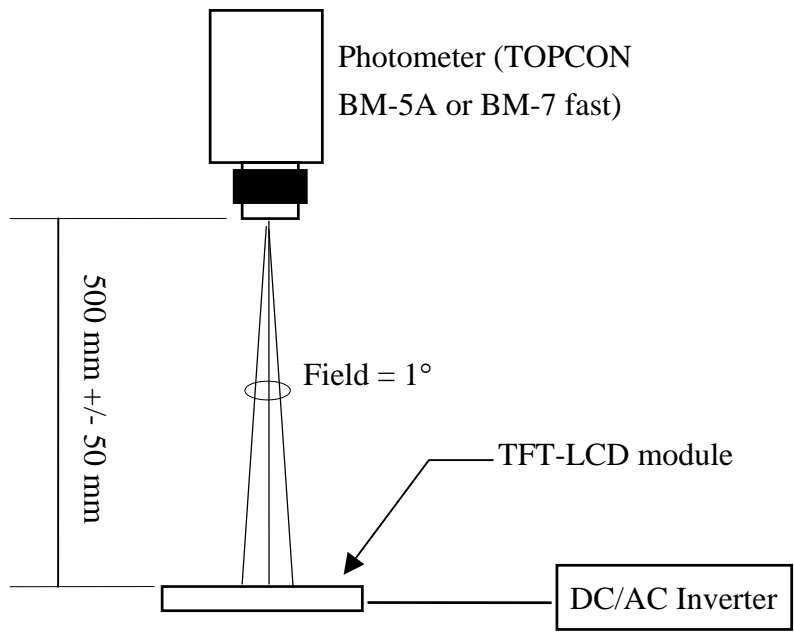 Photometer (TOPCON
BM-5A or BM-7 fast)
500 mm +/- 50 mm
Field = 1°
TFT-LCD module
DC/AC Inverter